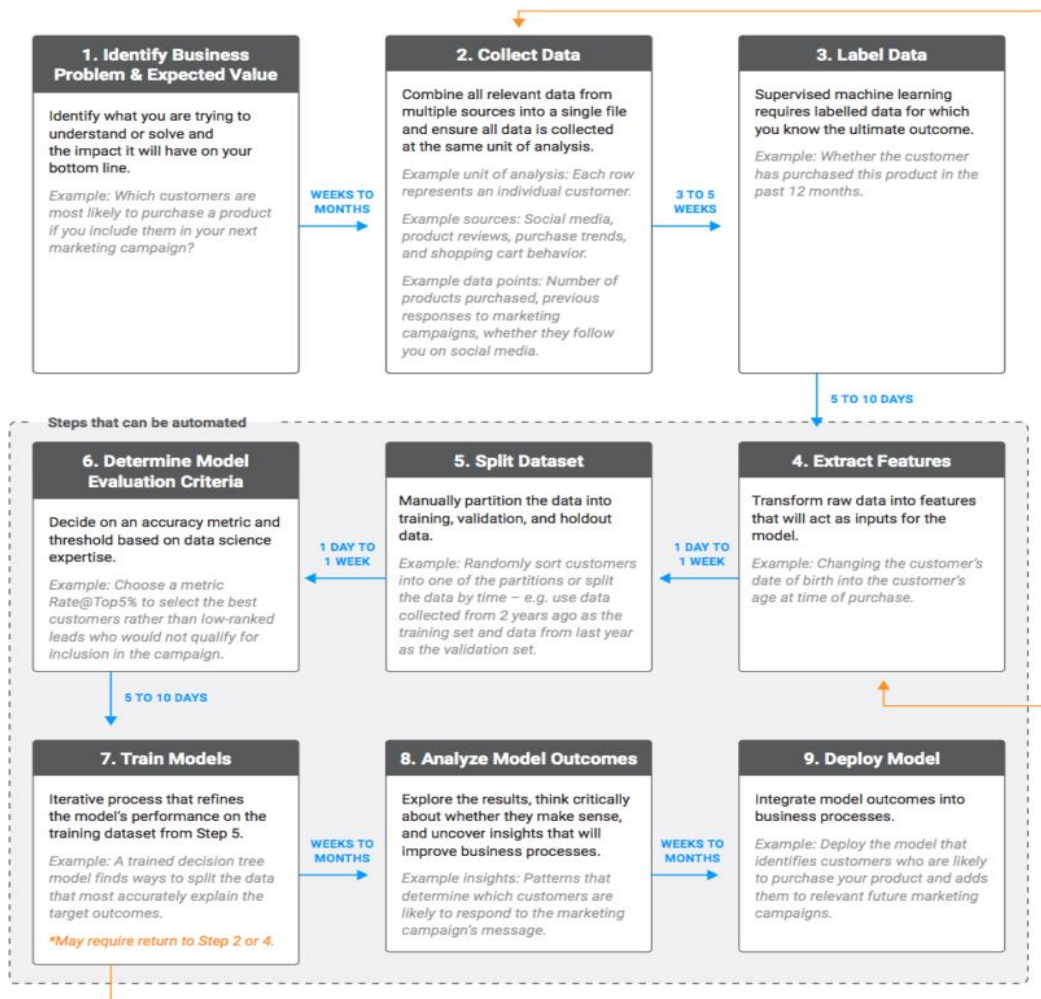 1. Identify Business
Problem & Expected Value
Identify what you are trying to
understand or solve and
the impact it will have on your
bottom line.
Example: Which customers are
most likely to purchase a product
if you include them in your next
marketing campaign?
WEEKS TO
MONTHS
2. Collect Data
Combine all relevant data from
multiple sources into a single file
and ensure all data is collected
at the same unit of analysis.
Example unit of analysis: Each row
represents an individual customer.
Example sources: Social media,
product reviews, purchase trends,
and shopping cart behavior.
Example data points: Number of
products purchased, previous
responses to marketing
campaigns, whether they follow
you on social media.
3 TO 5
WEEKS
3. Label Data
Supervised machine learning
requires labelled data for which
you know the ultimate outcome.
Example: Whether the customer
has purchased this product in the
past 12 months.
5 TO 10 DAYS
Steps that can be automated
4. Extract Features
Transform raw data into features
that will act as inputs for the
model.
Example: Changing the customer's
date of birth into the customer's
age at time of purchase.
1 DAY TO
1 WEEK
5. Split Dataset
Manually partition the data into
training, validation, and holdout
data.
Example: Randomly sort customers
into one of the partitions or split
the data by time – e.g. use data
collected from 2 years ago as the
training set and data from last year
as the validation set.
1 DAY TO
1 WEEK
6. Determine Model
Evaluation Criteria
Decide on an accuracy metric and
threshold based on data science
expertise.
Example: Choose a metric
Rate@Top5% to select the best
customers rather than low-ranked
leads who would not qualify for
inclusion in the campaign.
5 TO 10 DAYS
7. Train Models
Iterative process that refines
the model's performance on the
training dataset from Step 5.
Example: A trained decision tree
model finds ways to split the data
that most accurately explain the
target outcomes.
*May require return to Step 2 or 4.
WEEKS TO
MONTHS
8. Analyze Model Outcomes
Explore the results, think critically
about whether they make sense,
and uncover insights that will
improve business processes.
Example insights: Patterns that
determine which customers are
likely to respond to the marketing
campaign's message.
WEEKS TO
MONTHS
9. Deploy Model
Integrate model outcomes into
business processes.
Example: Deploy the model that
identifies customers who are likely
to purchase your product and adds
them to relevant future marketing
campaigns.